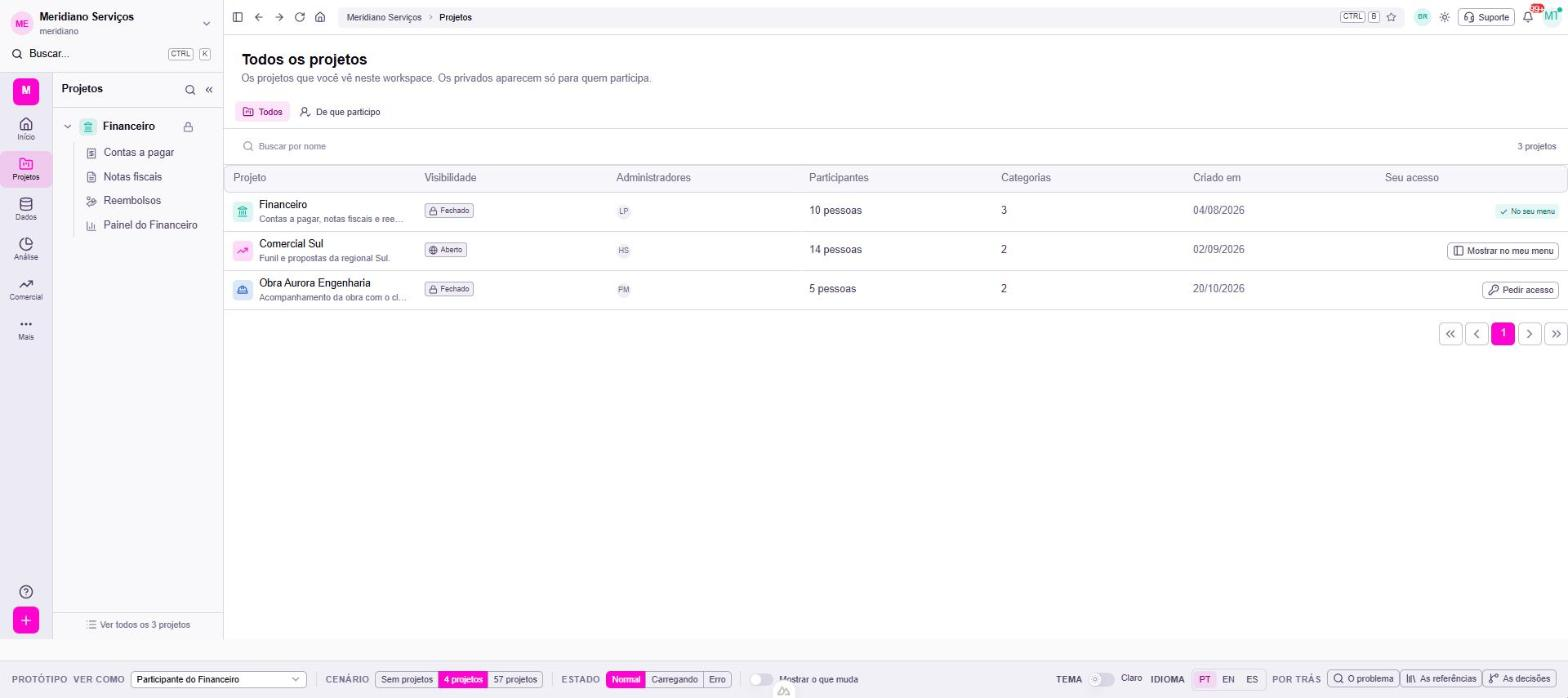 ME
Meridiano Serviços
meridiano
Buscar...
CTRL K
Meridiano Serviços > Projetos
CTRL B
BR
Suporte
99+
MT
M
Início
Projetos
Dados
Análise
Comercial
Mais
Projetos
Financeiro
Contas a pagar
Notas fiscais
Reembolsos
Painel do Financeiro
Ver todos os 3 projetos
Todos os projetos
Os projetos que você vê neste workspace. Os privados aparecem só para quem participa.
Todos
De que participo
Buscar por nome
3 projetos
Projeto Visibilidade Administradores Participantes Categorias Criado em Seu acesso
Financeiro
Contas a pagar, notas fiscais e ree...
Fechado LP 10 pessoas 3 04/08/2026 No seu menu
Comercial Sul
Funil e propostas da regional Sul.
Aberto HS 14 pessoas 2 02/09/2026 Mostrar no meu menu
Obra Aurora Engenharia
Acompanhamento da obra com o cl...
Fechado PM 5 pessoas 2 20/10/2026 Pedir acesso
1
PROTÓTIPO VER COMO Participante do Financeiro CENÁRIO Sem projetos 4 projetos 57 projetos ESTADO Normal Carregando Erro Mostrar o que muda TEMA Claro IDIOMA PT EN ES POR TRÁS O problema As referências As decisões